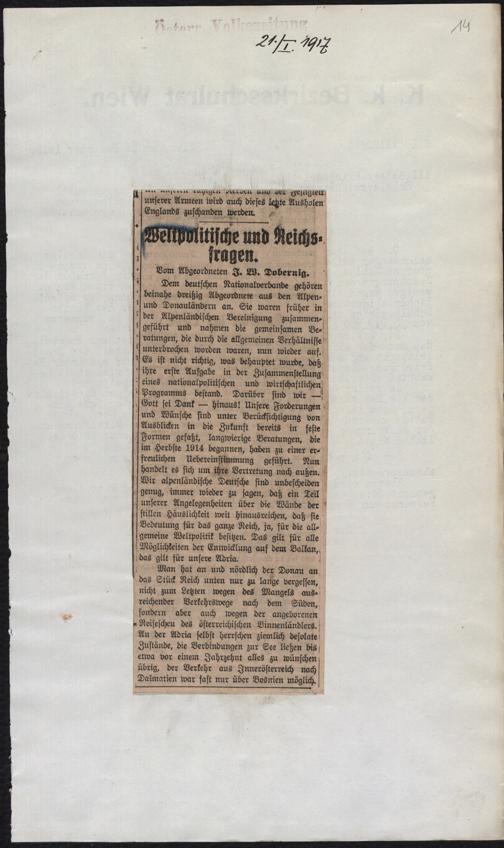 Österr. Volkszeitung
21./I. 1917
14
K. k. Bezirksschulrat Wien.
unserer Armeen wird auch dieses letzte Ausholen
Englands zuschanden werden.
Weltpolitische und Reichs-
fragen.
Vom Abgeordneten J. W. Dobernig.
Dem deutschen Nationalverbande gehören
beinahe dreißig Abgeordnete aus den Alpen-
und Donauländern an. Sie waren früher in
der Alpenländischen Vereinigung zusammen-
geführt und nahmen die gemeinsamen Be-
ratungen, die durch die allgemeinen Verhältnisse
unterbrochen worden waren, nun wieder auf.
Es ist nicht richtig, was behauptet wurde, daß
ihre erste Aufgabe in der Zusammenstellung
eines nationalpolitischen und wirtschaftlichen
Programms bestand. Darüber sind wir —
Gott sei Dank — hinaus! Unsere Forderungen
und Wünsche sind unter Berücksichtigung von
Ausblicken in die Zukunft bereits in feste
Formen gefaßt, langwierige Beratungen, die
im Herbste 1914 begannen, haben zu einer er-
freulichen Uebereinstimmung geführt. Nun
handelt es sich um ihre Vertretung nach außen.
Wir alpenländische Deutsche sind unbescheiden
genug, immer wieder zu sagen, daß ein Teil
unserer Angelegenheiten über die Wände der
stillen Häuslichkeit weit hinausreichen, daß sie
Bedeutung für das ganze Reich, ja, für die all-
gemeine Weltpolitik besitzen. Das gilt für alle
Möglichkeiten der Entwicklung auf dem Balkan,
das gilt für unsere Adria.
Man hat an und nördlich der Donau an
das Stück Reich unten nur zu lange vergessen,
nicht zum Letzten wegen des Mangels aus-
reichender Verkehrswege nach dem Süden,
sondern aber auch wegen der angeborenen
Reisescheu des österreichischen Binnenländlers.
An der Adria selbst herrschen ziemlich desolate
Zustände, die Verbindungen zur See ließen bis
etwa vor einem Jahrzehnt alles zu wünschen
übrig, der Verkehr aus Innerösterreich nach
Dalmatien war fast nur über Bosnien möglich.